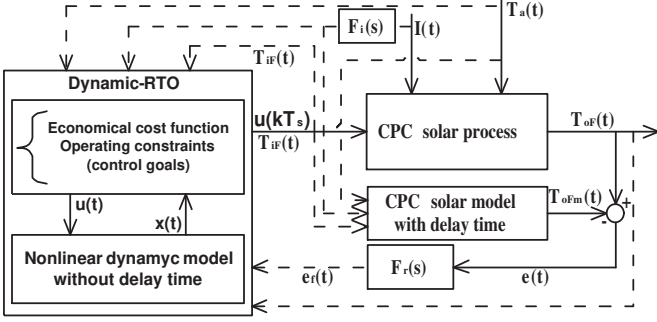 Tₐ(t)
Fᵢ(s)
I(t)
TᵢF(t)
Dynamic-RTO
Economical cost function
Operating constraints
(control goals)
u(kTₛ)
TᵢF(t)
CPC solar process
TₒF(t)
u(t)
x(t)
CPC solar model
with delay time
TₒFm(t)
+
-
Nonlinear dynamyc model
without delay time
e_f(t)
Fᵣ(s)
e(t)